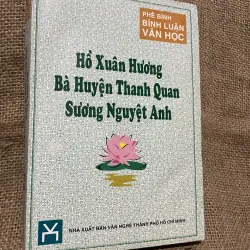 PHÊ BÌNH
BÌNH LUẬN
VĂN HỌC
Hồ Xuân Hương
Bà Huyện Thanh Quan
Sương Nguyệt Anh
NHÀ XUẤT BẢN VĂN NGHỆ THÀNH PHỐ HỒ CHÍ MINH